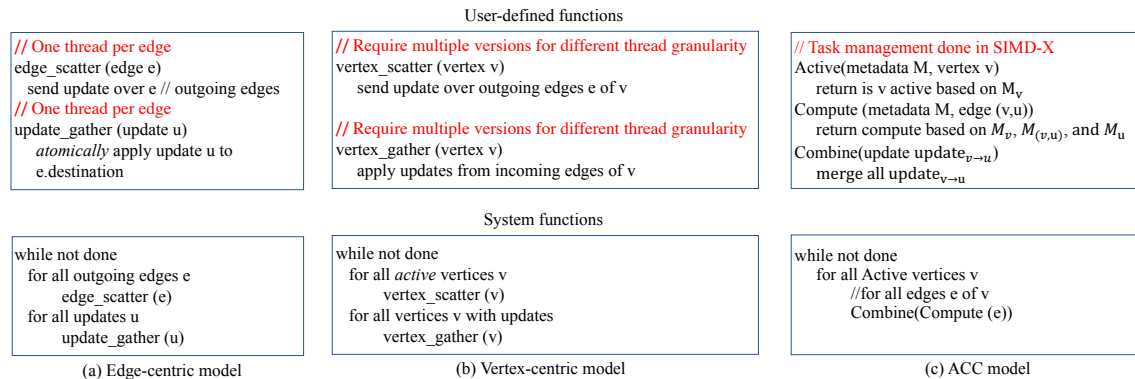 User-defined functions
// One thread per edge
edge_scatter (edge e)
send update over e // outgoing edges
// One thread per edge
update_gather (update u)
atomically apply update u to
e.destination
// Require multiple versions for different thread granularity
vertex_scatter (vertex v)
send update over outgoing edges e of v
// Require multiple versions for different thread granularity
vertex_gather (vertex v)
apply updates from incoming edges of v
// Task management done in SIMD-X
Active(metadata M, vertex v)
return is v active based on M_v
Compute (metadata M, edge (v,u))
return compute based on M_v, M_(v,u), and M_u
Combine(update update_v→u)
merge all update_v→u
System functions
while not done
for all outgoing edges e
edge_scatter (e)
for all updates u
update_gather (u)
while not done
for all active vertices v
vertex_scatter (v)
for all vertices v with updates
vertex_gather (v)
while not done
for all Active vertices v
//for all edges e of v
Combine(Compute (e))
(a) Edge-centric model
(b) Vertex-centric model
(c) ACC model